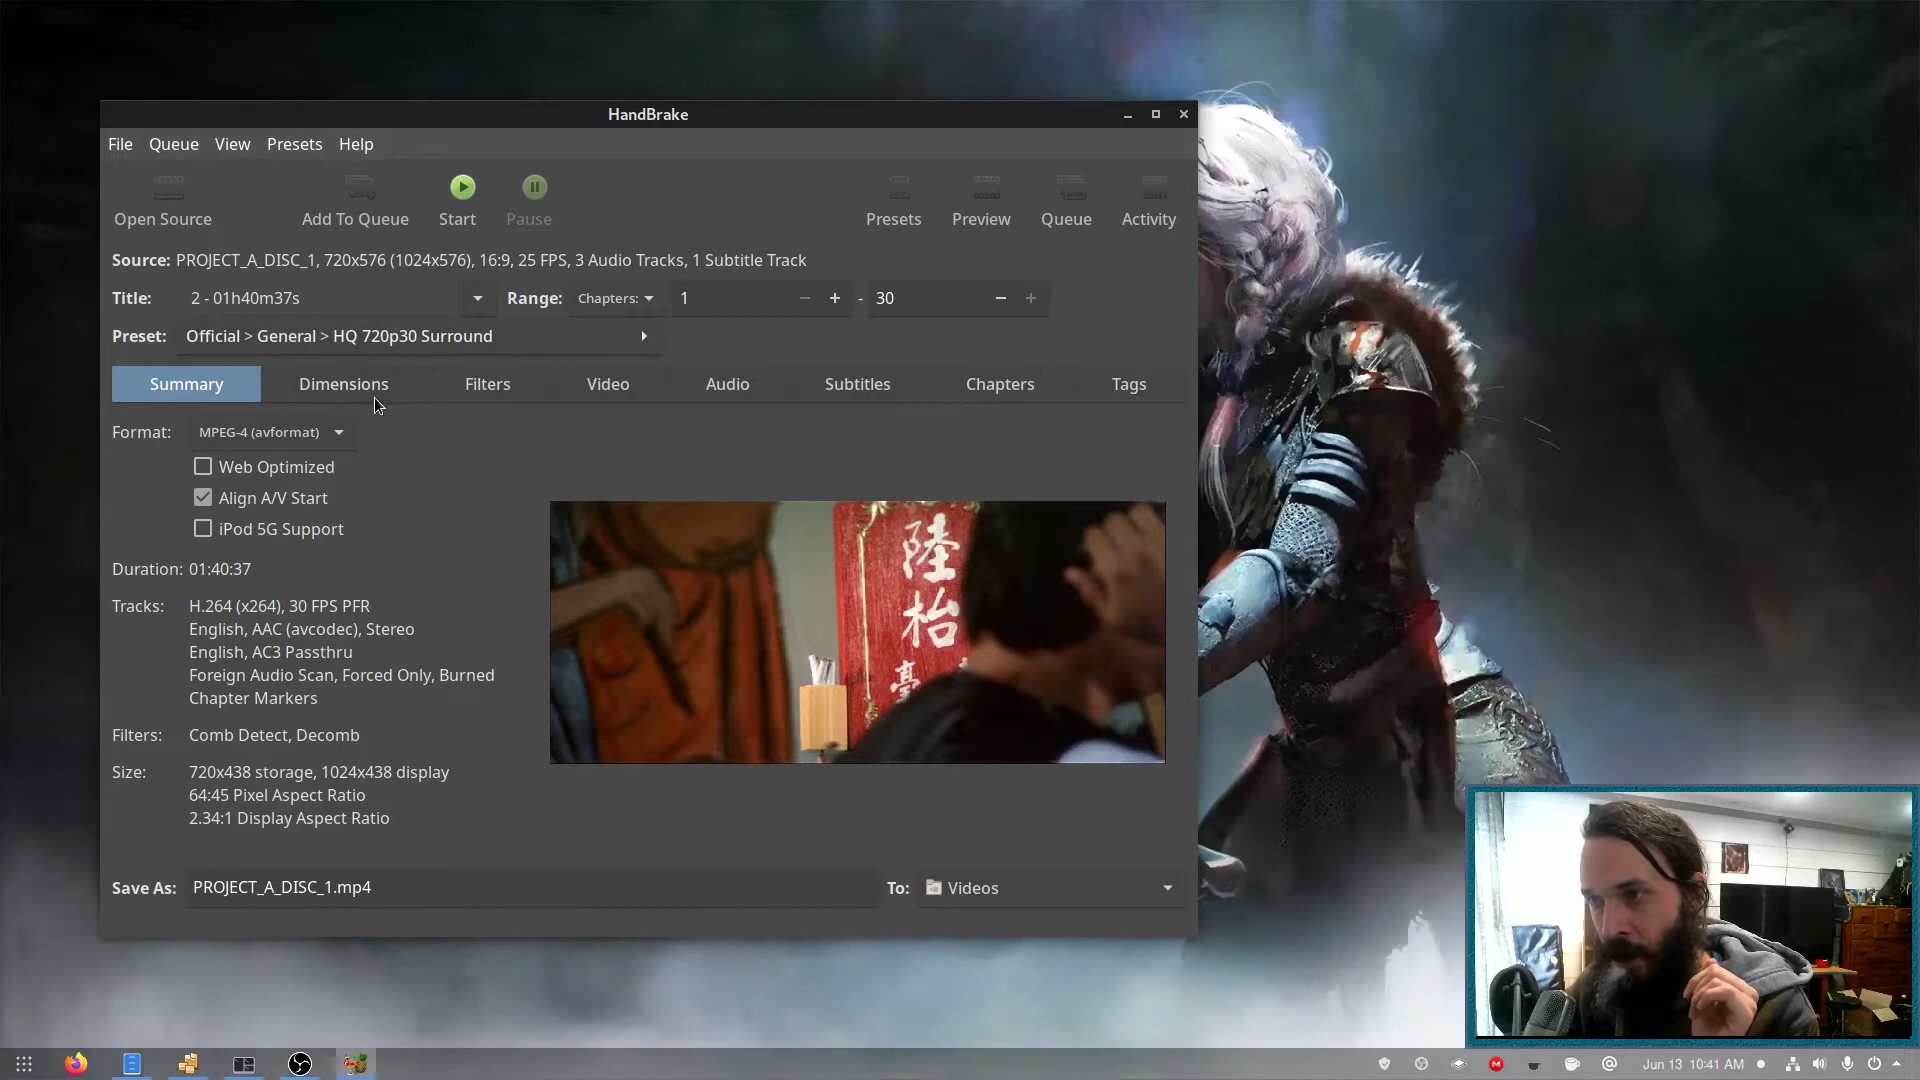 HandBrake
File Queue View Presets Help
Open Source Add To Queue Start Pause Presets Preview Queue Activity
Source: PROJECT_A_DISC_1, 720x576 (1024x576), 16:9, 25 FPS, 3 Audio Tracks, 1 Subtitle Track
Title: 2 - 01h40m37s Range: Chapters: 1 - 30
Preset: Official > General > HQ 720p30 Surround
Summary Dimensions Filters Video Audio Subtitles Chapters Tags
Format: MPEG-4 (avformat)
Web Optimized
Align A/V Start
iPod 5G Support
Duration: 01:40:37
Tracks: H.264 (x264), 30 FPS PFR
English, AAC (avcodec), Stereo
English, AC3 Passthru
Foreign Audio Scan, Forced Only, Burned
Chapter Markers
Filters: Comb Detect, Decomb
Size: 720x438 storage, 1024x438 display
64:45 Pixel Aspect Ratio
2.34:1 Display Aspect Ratio
陸
枱
Save As: PROJECT_A_DISC_1.mp4 To: Videos
Jun 13 10:41 AM